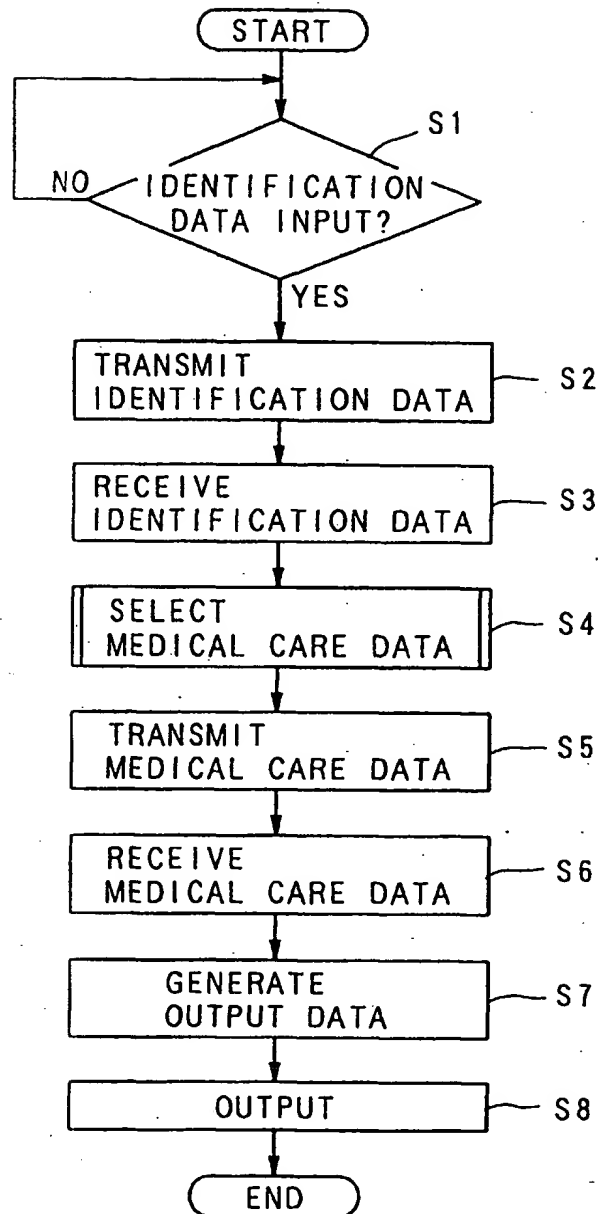 START
S1
NO
IDENTIFICATION
DATA INPUT?
YES
TRANSMIT
IDENTIFICATION DATA
S2
RECEIVE
IDENTIFICATION DATA
S3
SELECT
MEDICAL CARE DATA
S4
TRANSMIT
MEDICAL CARE DATA
S5
RECEIVE
MEDICAL CARE DATA
S6
GENERATE
OUTPUT DATA
S7
OUTPUT
S8
END